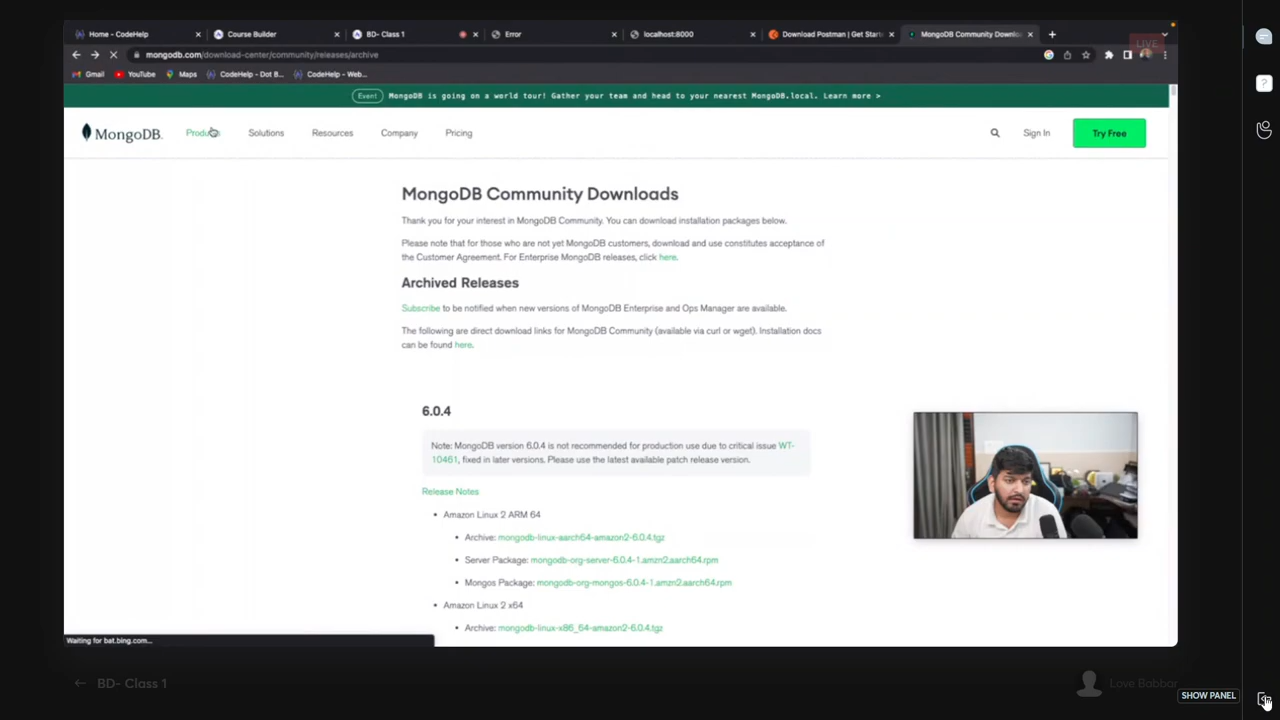 Home - CodeHelp
Course Builder
BD- Class 1
Error
localhost:8000
Download Postman | Get Starte
MongoDB Community Downloa
LIVE
mongodb.com/download-center/community/releases/archive
Gmail
YouTube
Maps
CodeHelp - Dot B...
CodeHelp - Web...
Event MongoDB is going on a world tour! Gather your team and head to your nearest MongoDB.local. Learn more >
MongoDB.
Products
Solutions
Resources
Company
Pricing
Sign In
Try Free
MongoDB Community Downloads
Thank you for your interest in MongoDB Community. You can download installation packages below.
Please note that for those who are not yet MongoDB customers, download and use constitutes acceptance of
the Customer Agreement. For Enterprise MongoDB releases, click here.
Archived Releases
Subscribe to be notified when new versions of MongoDB Enterprise and Ops Manager are available.
The following are direct download links for MongoDB Community (available via curl or wget). Installation docs
can be found here.
6.0.4
Note: MongoDB version 6.0.4 is not recommended for production use due to critical issue WT-
10461, fixed in later versions. Please use the latest available patch release version.
Release Notes
• Amazon Linux 2 ARM 64
• Archive: mongodb-linux-aarch64-amazon2-6.0.4.tgz
• Server Package: mongodb-org-server-6.0.4-1.amzn2.aarch64.rpm
• Mongos Package: mongodb-org-mongos-6.0.4-1.amzn2.aarch64.rpm
• Amazon Linux 2 x64
• Archive: mongodb-linux-x86_64-amazon2-6.0.4.tgz
Waiting for bat.bing.com...
BD- Class 1
Love Babbar
SHOW PANEL